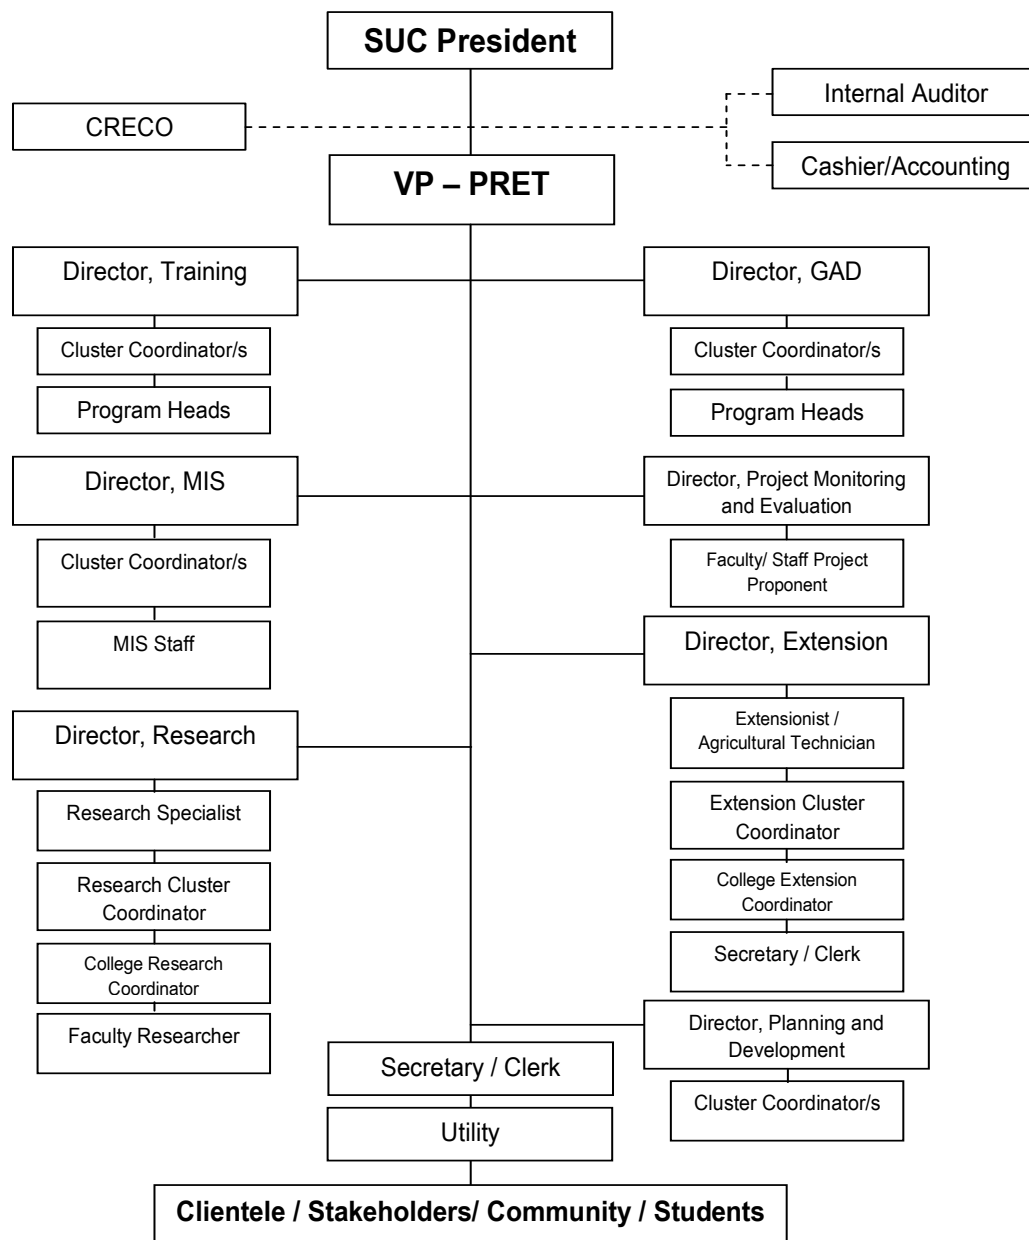 SUC President
CRECO
Internal Auditor
Cashier/Accounting
VP – PRET
Director, Training
Cluster Coordinator/s
Program Heads
Director, GAD
Cluster Coordinator/s
Program Heads
Director, MIS
Cluster Coordinator/s
MIS Staff
Director, Project Monitoring
and Evaluation
Faculty/ Staff Project
Proponent
Director, Extension
Extensionist /
Agricultural Technician
Extension Cluster
Coordinator
College Extension
Coordinator
Secretary / Clerk
Director, Research
Research Specialist
Research Cluster
Coordinator
College Research
Coordinator
Faculty Researcher
Director, Planning and
Development
Cluster Coordinator/s
Secretary / Clerk
Utility
Clientele / Stakeholders/ Community / Students